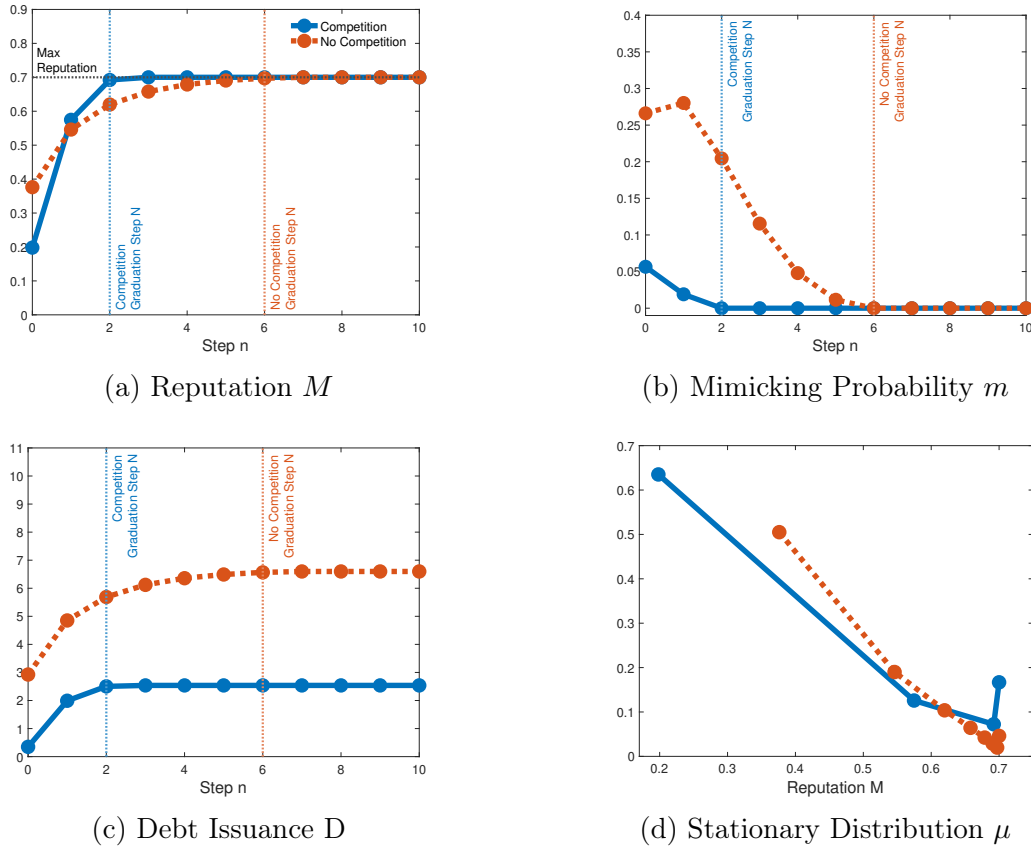 0.9
0.8
0.7
0.6
0.5
0.4
0.3
0.2
0.1
0
Max
Reputation
Competition
No Competition
Competition
Graduation Step N
No Competition
Graduation Step N
0 2 4 6 8 10
Step n
(a) Reputation M
0.4
0.35
0.3
0.25
0.2
0.15
0.1
0.05
0
Competition
Graduation Step N
No Competition
Graduation Step N
0 2 4 6 8 10
Step n
(b) Mimicking Probability m
11
10
9
8
7
6
5
4
3
2
1
0
Competition
Graduation Step N
No Competition
Graduation Step N
0 2 4 6 8 10
Step n
(c) Debt Issuance D
0.7
0.6
0.5
0.4
0.3
0.2
0.1
0
0.2 0.3 0.4 0.5 0.6 0.7
Reputation M
(d) Stationary Distribution μ